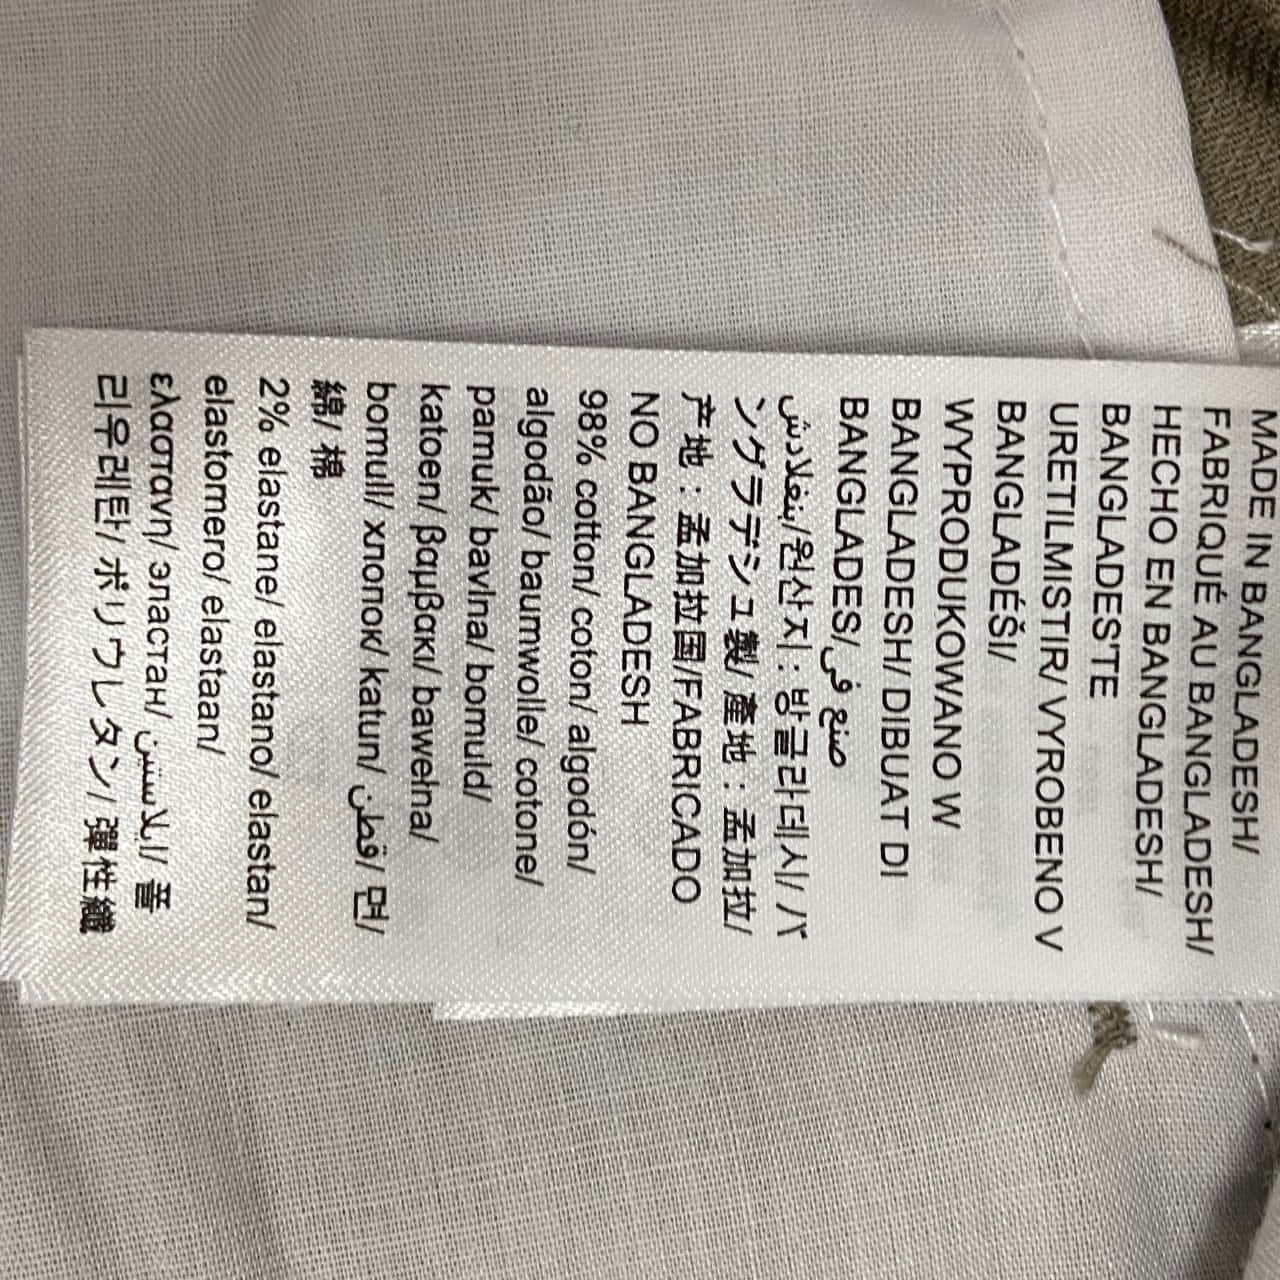 MADE IN BANGLADESH/
FABRIQUÉ AU BANGLADESH/
HECHO EN BANGLADESH/
BANGLADEŞ'TE
URETILMISTIR/ VYROBENO V
BANGLADÉŠI/
WYPRODUKOWANO W
BANGLADESH/ DIBUAT DI
BANGLADES/ صنع في
بنغلادش/원산지 : 방글라데시/ バ
ングラデシュ製/ 產地 : 孟加拉/
产地 : 孟加拉国/FABRICADO
NO BANGLADESH
98% cotton/ coton/ algodón/
algodão/ baumwolle/ cotone/
pamuk/ bavlna/ bomuld/
katoen/ βαμβακι/ bawełna/
bomull/ хлопок/ katun/ قطن/ 면/
綿/ 棉
2% elastane/ elastano/ elastan/
elastomero/ elastaan/
ελαστανη/ эластан/ ايلاستين/ 폴
리우레탄/ ポリウレタン/ 彈性纖